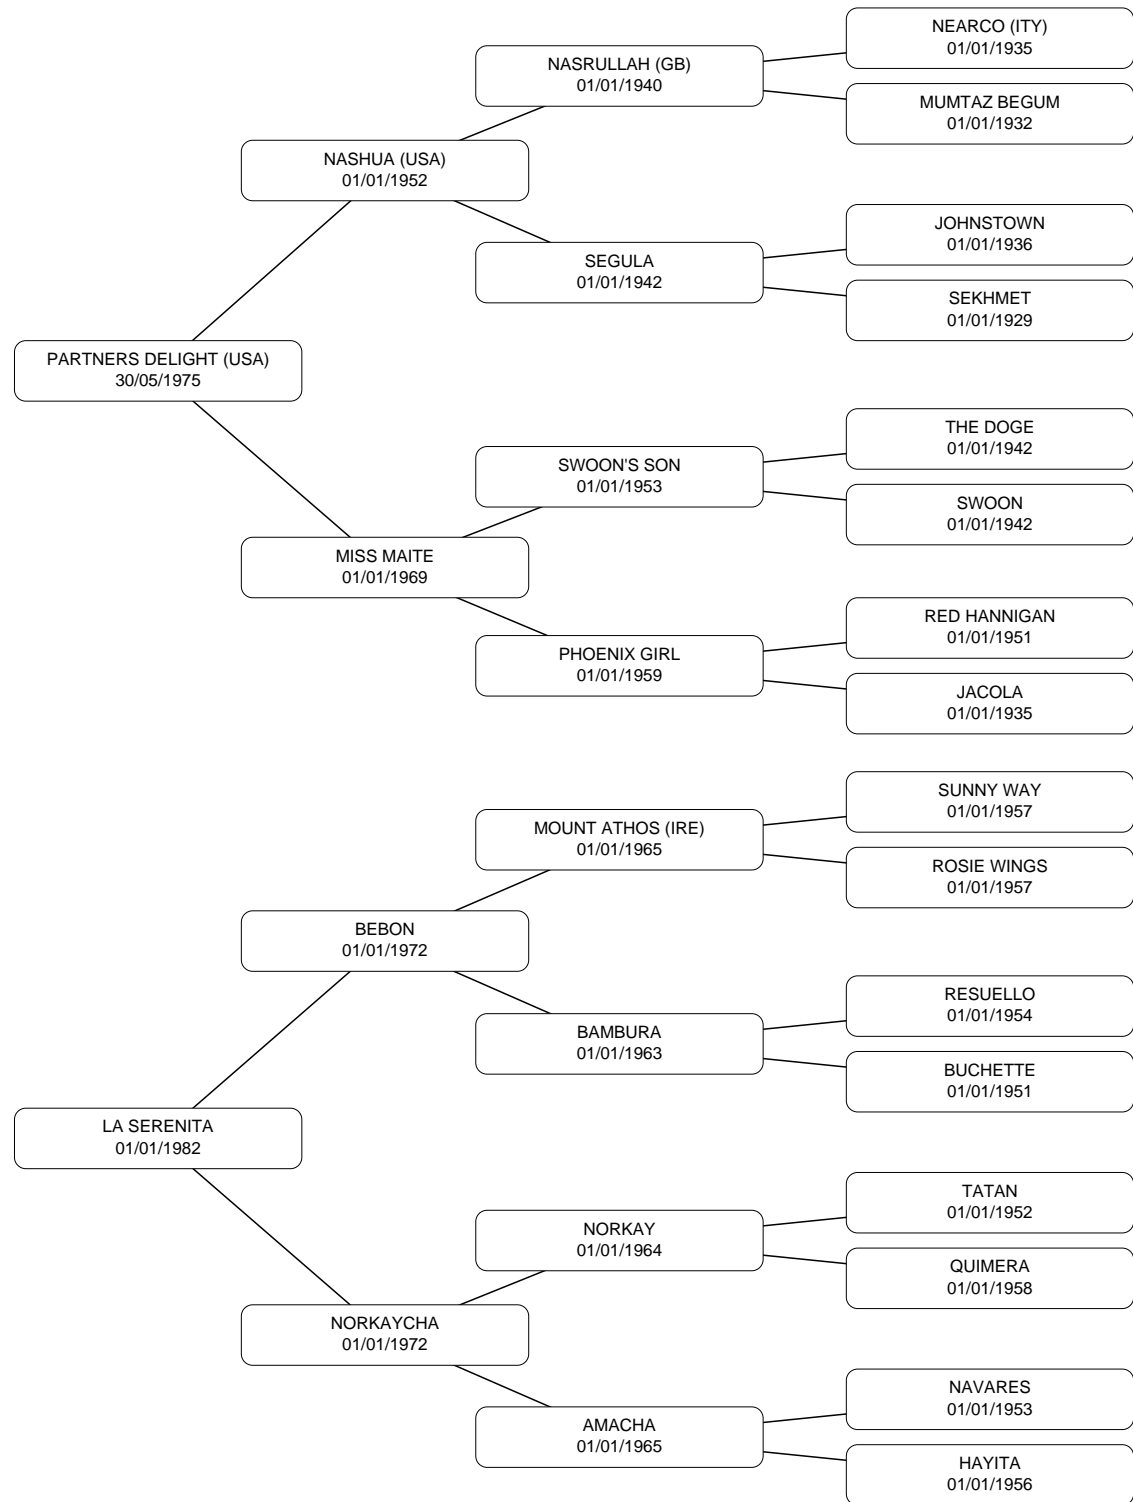 NEARCO (ITY)
01/01/1935
NASRULLAH (GB)
01/01/1940
MUMTAZ BEGUM
01/01/1932
NASHUA (USA)
01/01/1952
JOHNSTOWN
01/01/1936
SEGULA
01/01/1942
SEKHMET
01/01/1929
PARTNERS DELIGHT (USA)
30/05/1975
THE DOGE
01/01/1942
SWOON'S SON
01/01/1953
SWOON
01/01/1942
MISS MAITE
01/01/1969
RED HANNIGAN
01/01/1951
PHOENIX GIRL
01/01/1959
JACOLA
01/01/1935
SUNNY WAY
01/01/1957
MOUNT ATHOS (IRE)
01/01/1965
ROSIE WINGS
01/01/1957
BEBON
01/01/1972
RESUELLO
01/01/1954
BAMBURA
01/01/1963
BUCHETTE
01/01/1951
LA SERENITA
01/01/1982
TATAN
01/01/1952
NORKAY
01/01/1964
QUIMERA
01/01/1958
NORKAYCHA
01/01/1972
NAVARES
01/01/1953
AMACHA
01/01/1965
HAYITA
01/01/1956